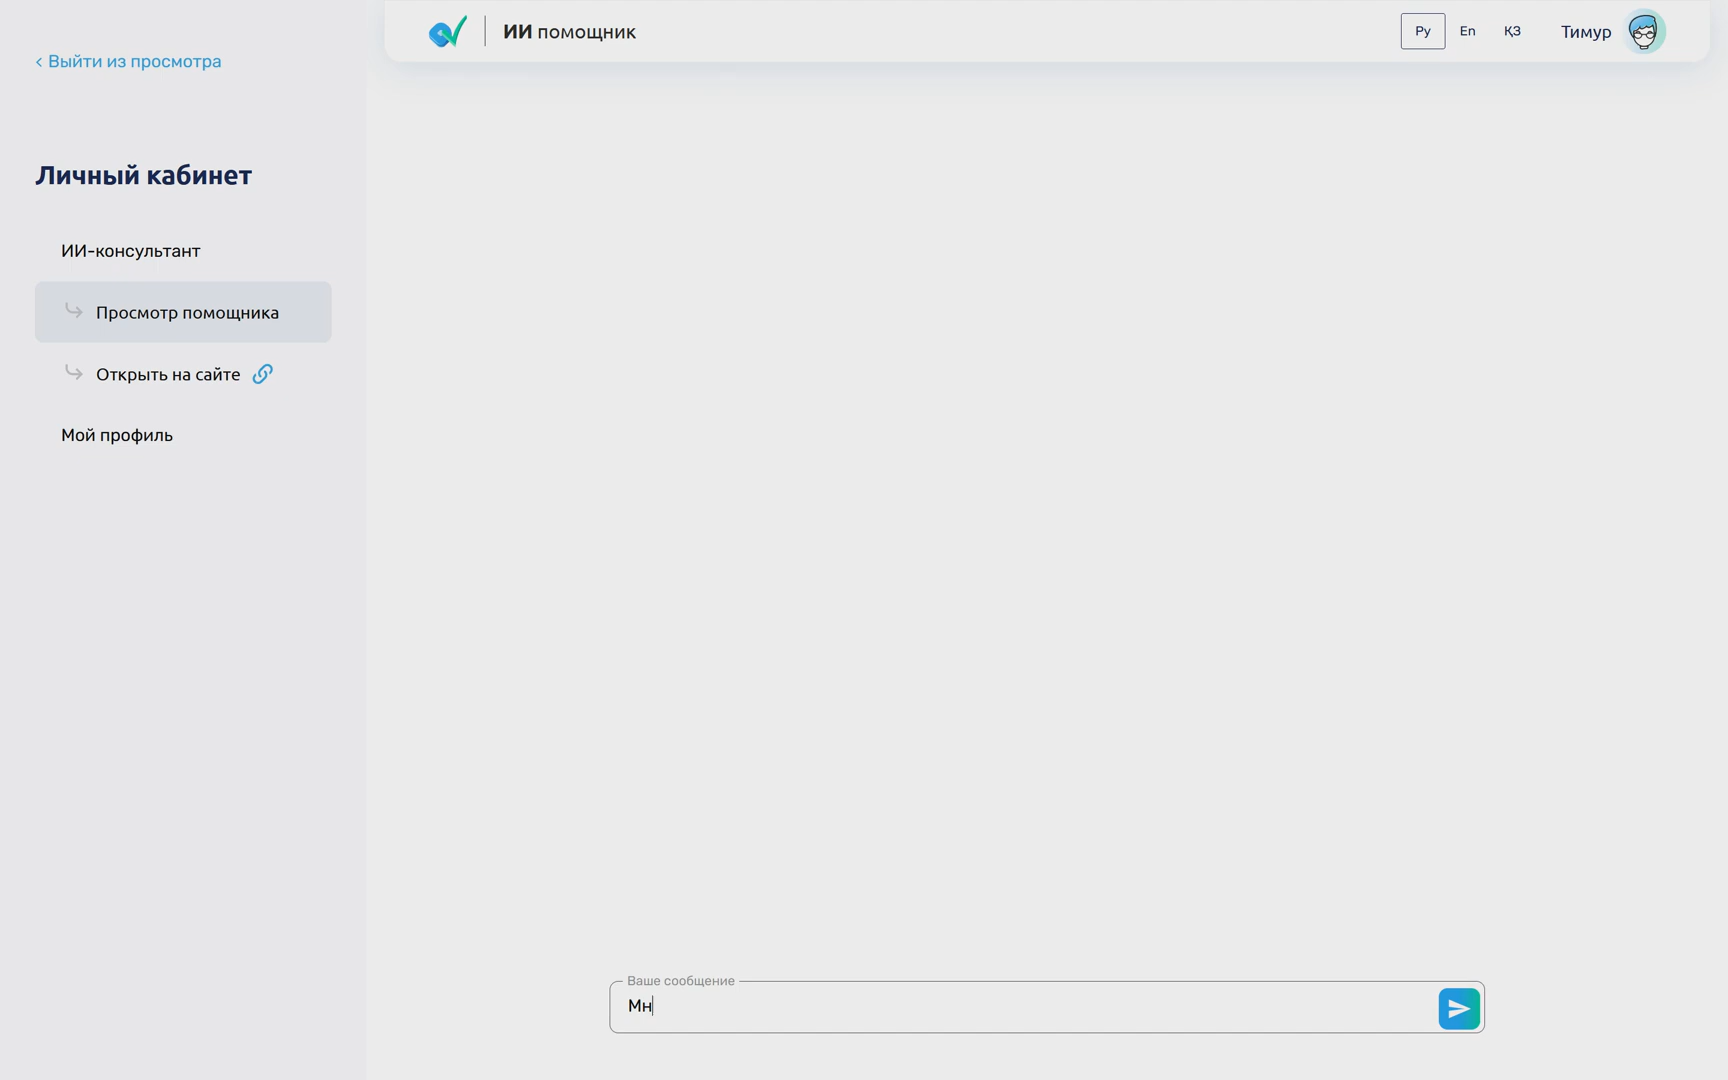 < Выйти из просмотра
Личный кабинет
ИИ-консультант
Просмотр помощника
Открыть на сайте
Мой профиль
ИИ помощник
Ру En ҚЗ Тимур
Ваше сообщение
Мн